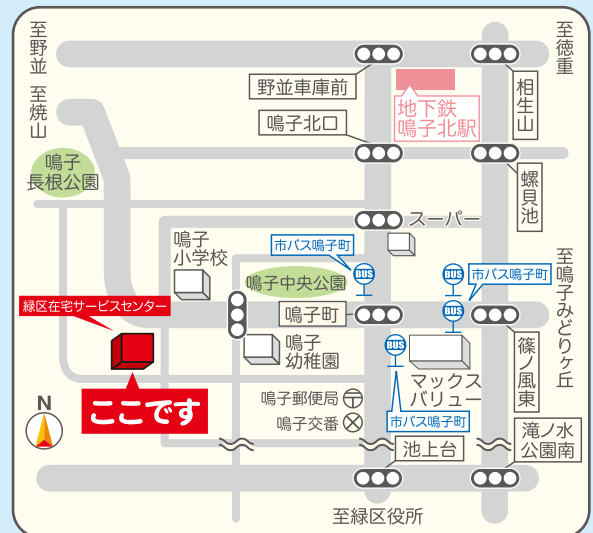 至野並
至徳重
野並車庫前
相生山
地下鉄
鳴子北駅
至焼山
鳴子北口
鳴子
長根公園
螺貝池
スーパー
鳴子
小学校
市バス鳴子町
BUS
BUS
市バス鳴子町
至鳴子みどりヶ丘
鳴子中央公園
緑区在宅サービスセンター
鳴子町
BUS
篠ノ風東
鳴子
幼稚園
BUS
マックス
バリュー
ここです
鳴子郵便局
市バス鳴子町
鳴子交番
N
池上台
滝ノ水
公園南
至緑区役所